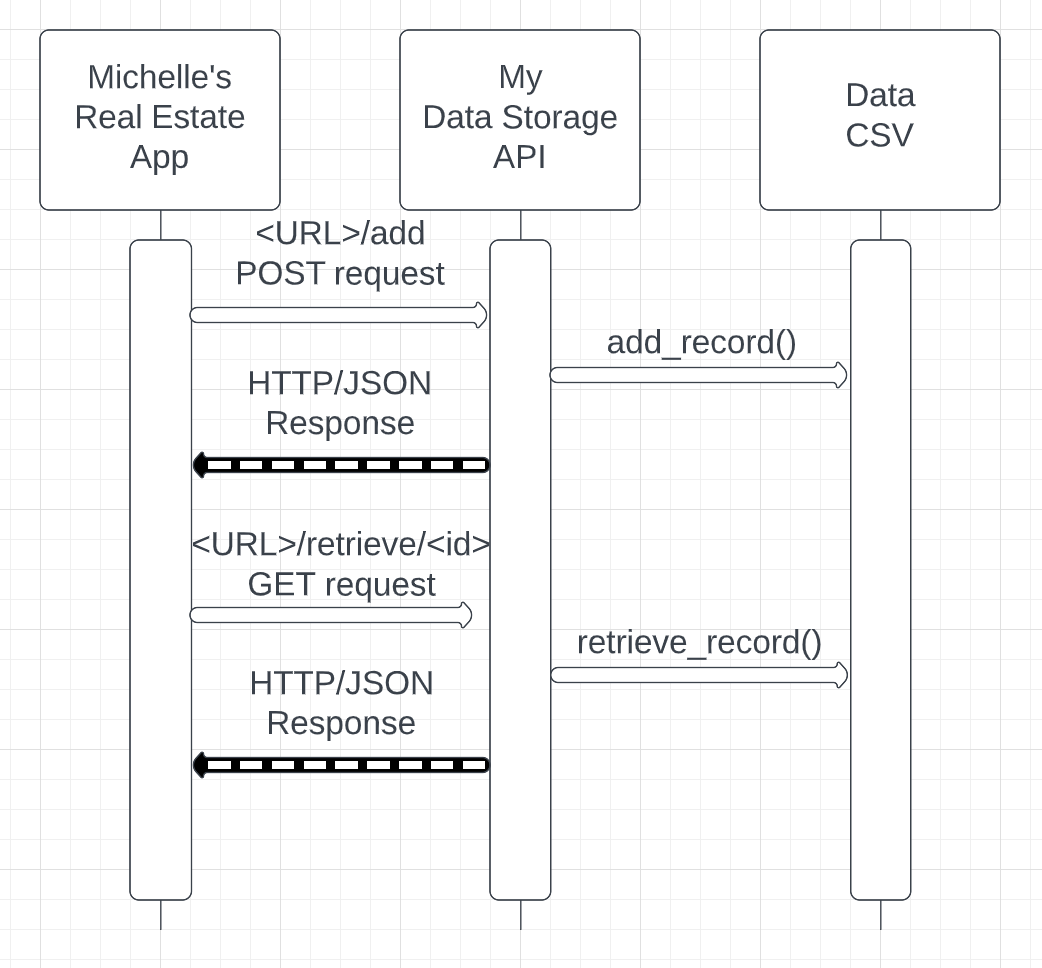 Michelle's
Real Estate
App
My
Data Storage
API
Data
CSV
<URL>/add
POST request
add_record()
HTTP/JSON
Response
<URL>/retrieve/<id>
GET request
retrieve_record()
HTTP/JSON
Response